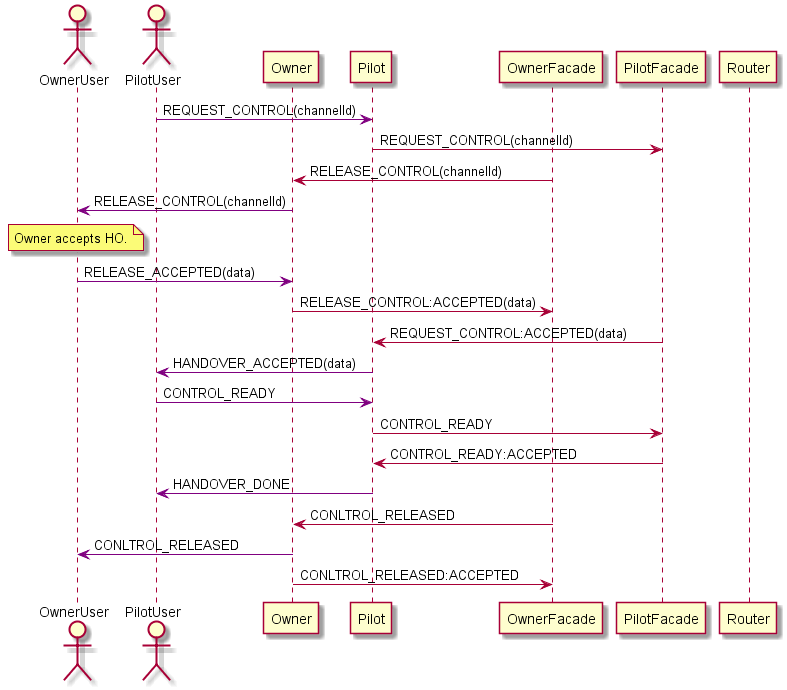 OwnerUser
PilotUser
Owner
Pilot
OwnerFacade
PilotFacade
Router
REQUEST_CONTROL(channelId)
REQUEST_CONTROL(channelId)
RELEASE_CONTROL(channelId)
RELEASE_CONTROL(channelId)
Owner accepts HO.
RELEASE_ACCEPTED(data)
RELEASE_CONTROL:ACCEPTED(data)
REQUEST_CONTROL:ACCEPTED(data)
HANDOVER_ACCEPTED(data)
CONTROL_READY
CONTROL_READY
CONTROL_READY:ACCEPTED
HANDOVER_DONE
CONLTROL_RELEASED
CONLTROL_RELEASED
CONLTROL_RELEASED:ACCEPTED
OwnerUser
PilotUser
Owner
Pilot
OwnerFacade
PilotFacade
Router